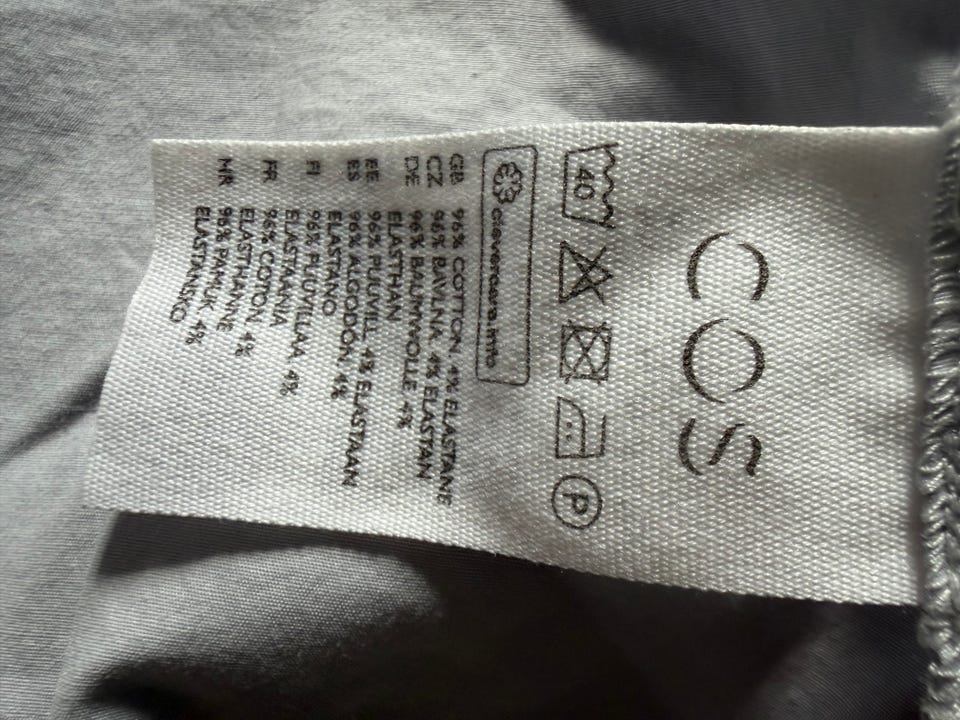 COS
40 P
clevercare.info
GB 96% COTTON, 4% ELASTANE
CZ 96% BAVLNA, 4% ELASTAN
DE 96% BAUMWOLLE, 4%
ELASTHAN
EE 96% PUUVILL, 4% ELASTAAN
ES 96% ALGODÓN, 4%
ELASTANO
FI 96% PUUVILLAA, 4%
ELASTAANIA
FR 96% COTON, 4%
ELASTHANNE
HR 96% PAMUK, 4%
ELASTANSKO